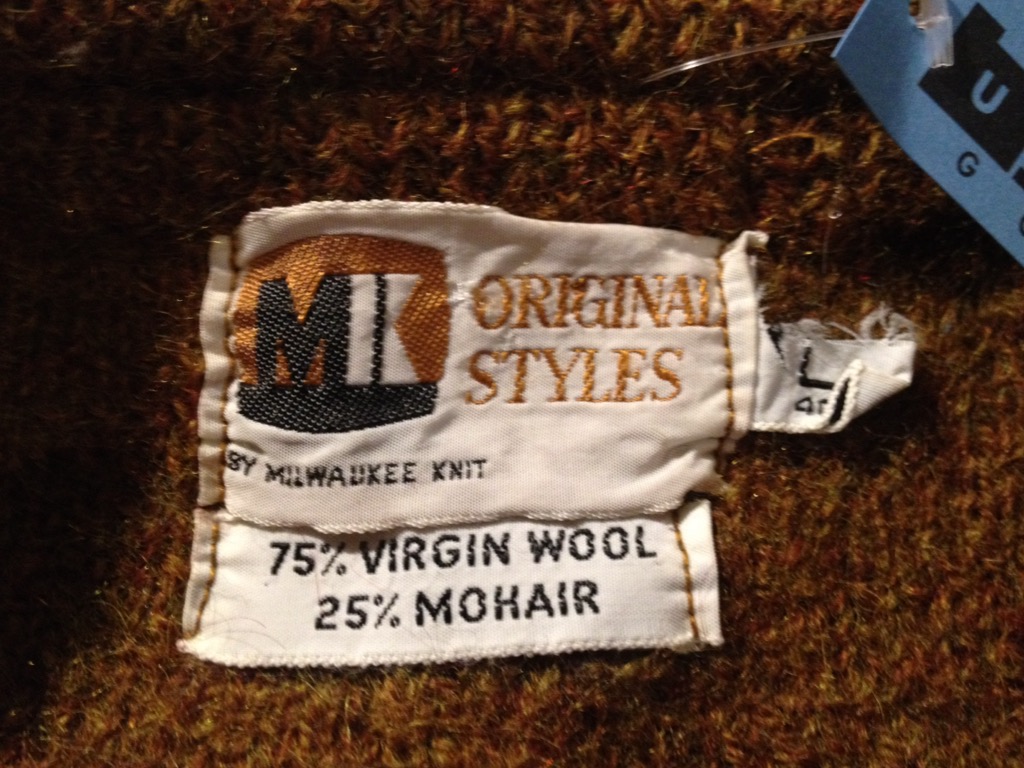 MK
ORIGINAL
STYLES
BY MILWAUKEE KNIT
75% VIRGIN WOOL
25% MOHAIR
L
U
G